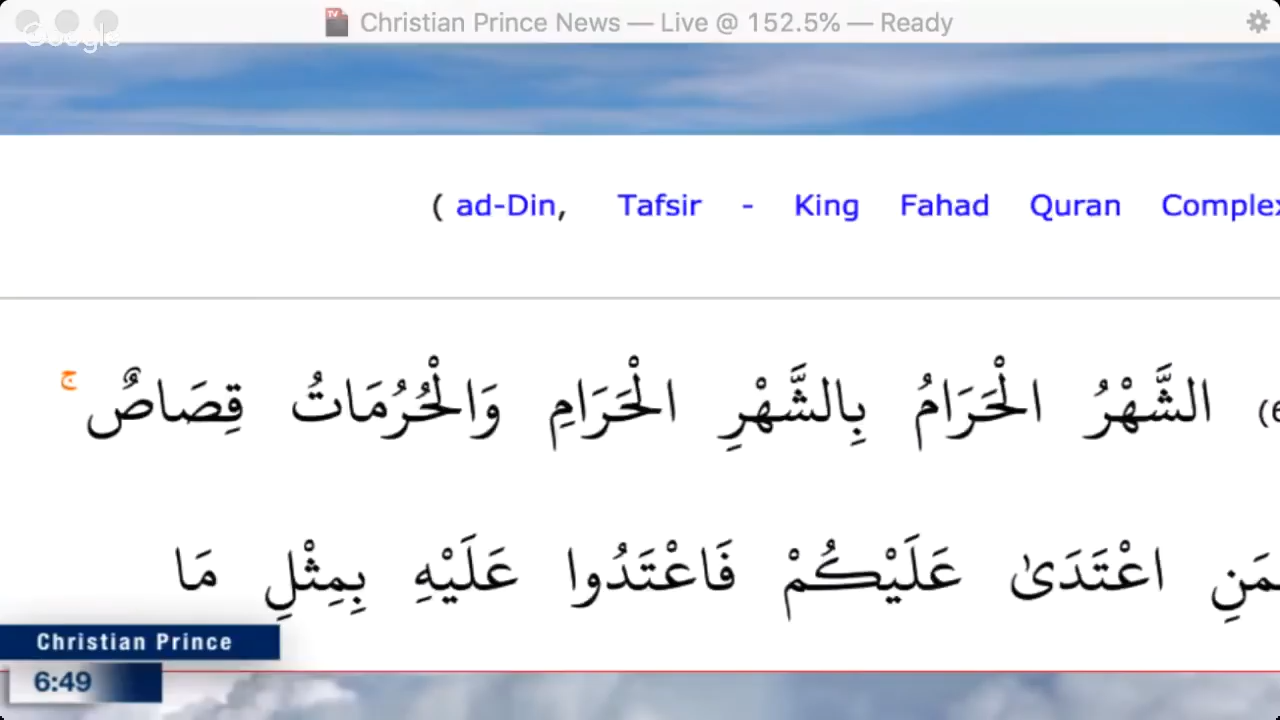 Christian Prince News — Live @ 152.5% — Ready
Google
( ad-Din, Tafsir - King Fahad Quran Complex
الشَّهْرُ الْحَرَامُ بِالشَّهْرِ الْحَرَامِ وَالْحُرُمَاتُ قِصَاصٌ ۚ
اعْتَدَىٰ عَلَيْكُمْ فَاعْتَدُوا عَلَيْهِ بِمِثْلِ مَا
Christian Prince
6:49